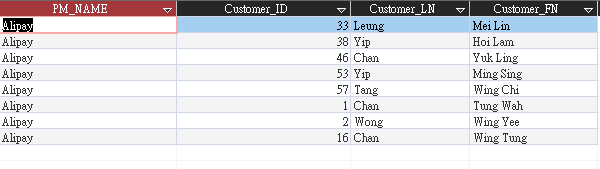 PM_NAME Customer_ID Customer_LN Customer_FN
Alipay 33 Leung Mei Lin
Alipay 38 Yip Hoi Lam
Alipay 46 Chan Yuk Ling
Alipay 53 Yip Ming Sing
Alipay 57 Tang Wing Chi
Alipay 1 Chan Tung Wah
Alipay 2 Wong Wing Yee
Alipay 16 Chan Wing Tung